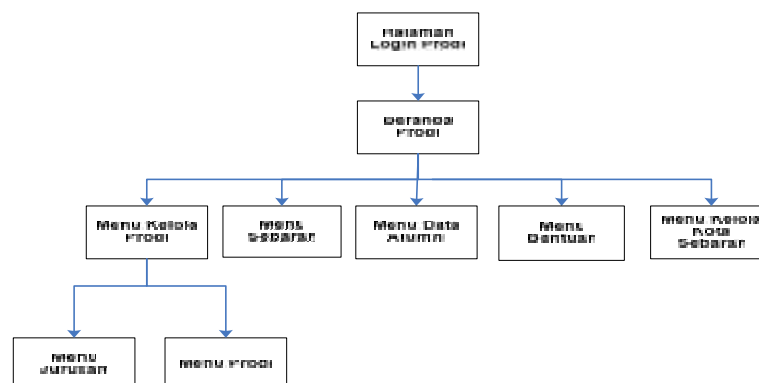 Halaman
Login Prodi
Beranda
Prodi
Menu Kelola
Prodi
Menu
Sebaran
Menu Data
Alumni
Menu
Bantuan
Menu Kelola
Kota
Sebaran
Menu
Jurusan
Menu Prodi